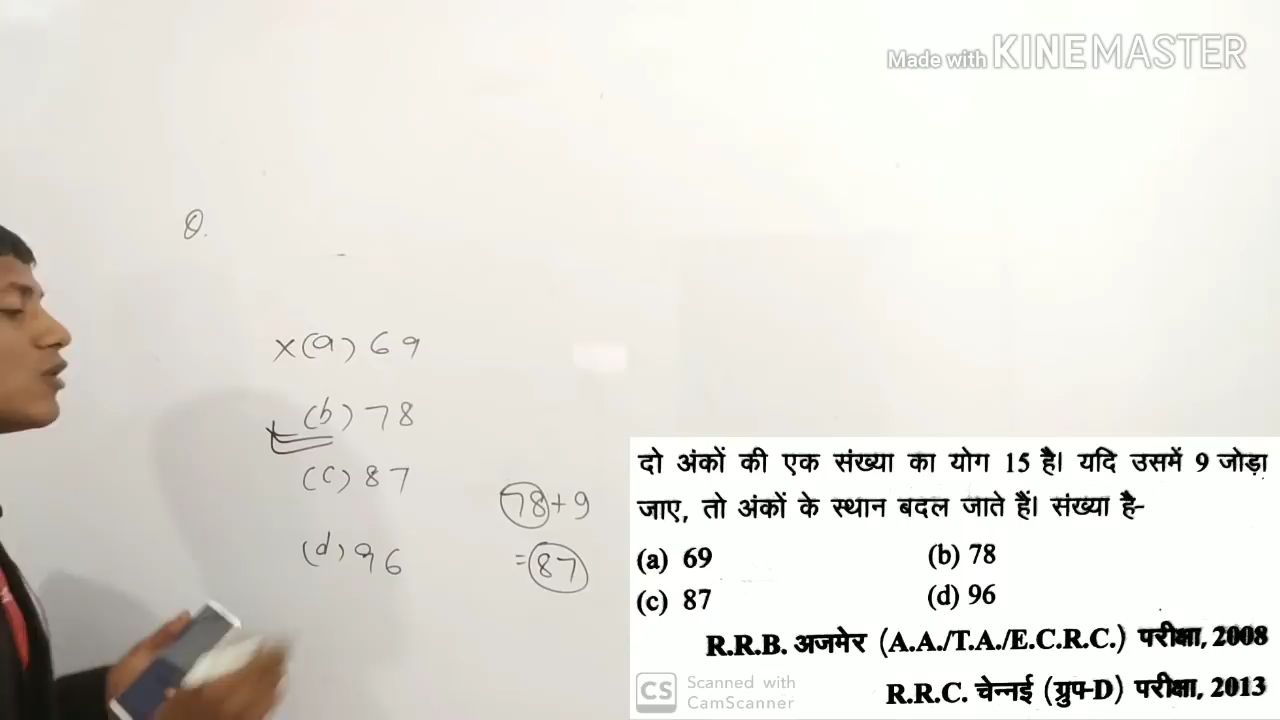 Made with KINEMASTER
Q.
x (a) 69
(b) 78
(c) 87
(d) 96
78 + 9
= 87
दो अंकों की एक संख्या का योग 15 है। यदि उसमें 9 जोड़ा
जाए, तो अंकों के स्थान बदल जाते हैं। संख्या है-
(a) 69 (b) 78
(c) 87 (d) 96
R.R.B. अजमेर (A.A./T.A./E.C.R.C.) परीक्षा, 2008
R.R.C. चेन्नई (ग्रुप-D) परीक्षा, 2013
CS Scanned with
CamScanner